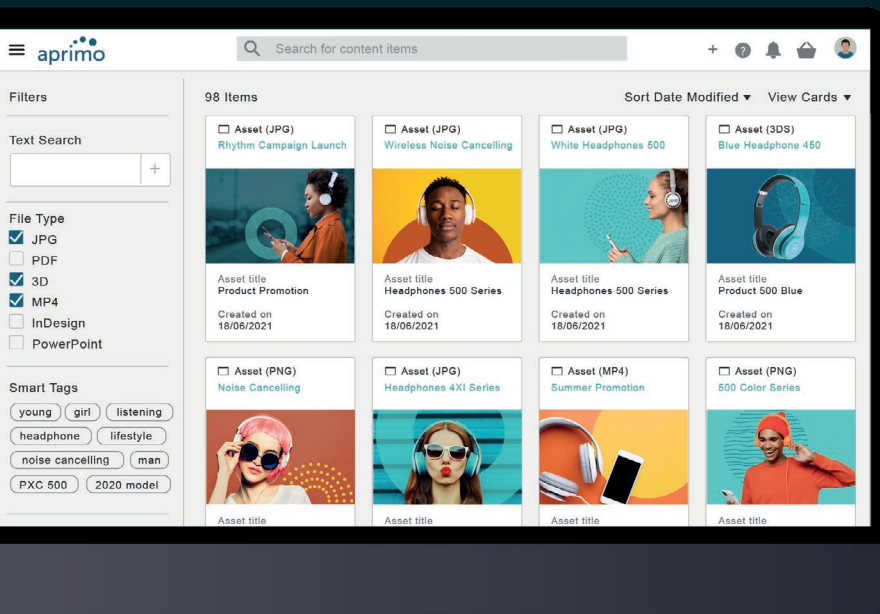 aprimo
Search for content items
+ ?
Filters
98 Items
Sort Date Modified ▾ View Cards ▾
Text Search
+
File Type
JPG
PDF
3D
MP4
InDesign
PowerPoint
Smart Tags
young girl listening
headphone lifestyle
noise cancelling man
PXC 500 2020 model
Asset (JPG)
Rhythm Campaign Launch
Asset title
Product Promotion
Created on
18/06/2021
Asset (JPG)
Wireless Noise Cancelling
Asset title
Headphones 500 Series
Created on
18/06/2021
Asset (JPG)
White Headphones 500
Asset title
Headphones 500 Series
Created on
18/06/2021
Asset (3DS)
Blue Headphone 450
Asset title
Product 500 Blue
Created on
18/06/2021
Asset (PNG)
Noise Cancelling
Asset title
Asset (JPG)
Headphones 4XI Series
Asset title
Asset (MP4)
Summer Promotion
Asset title
Asset (PNG)
500 Color Series
Asset title